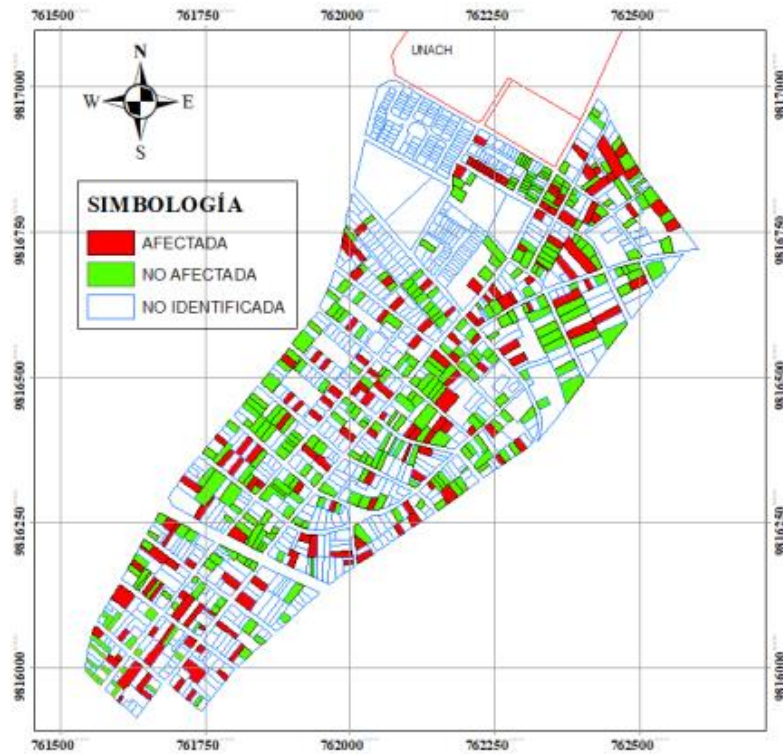 761500 761750 762000 762250 762500
UNACH
N
W E
S
SIMBOLOGÍA
AFECTADA
NO AFECTADA
NO IDENTIFICADA
9817000 9817000
9816750 9816750
9816500 9816500
9816250 9816250
9816000 9816000
761500 761750 762000 762250 762500